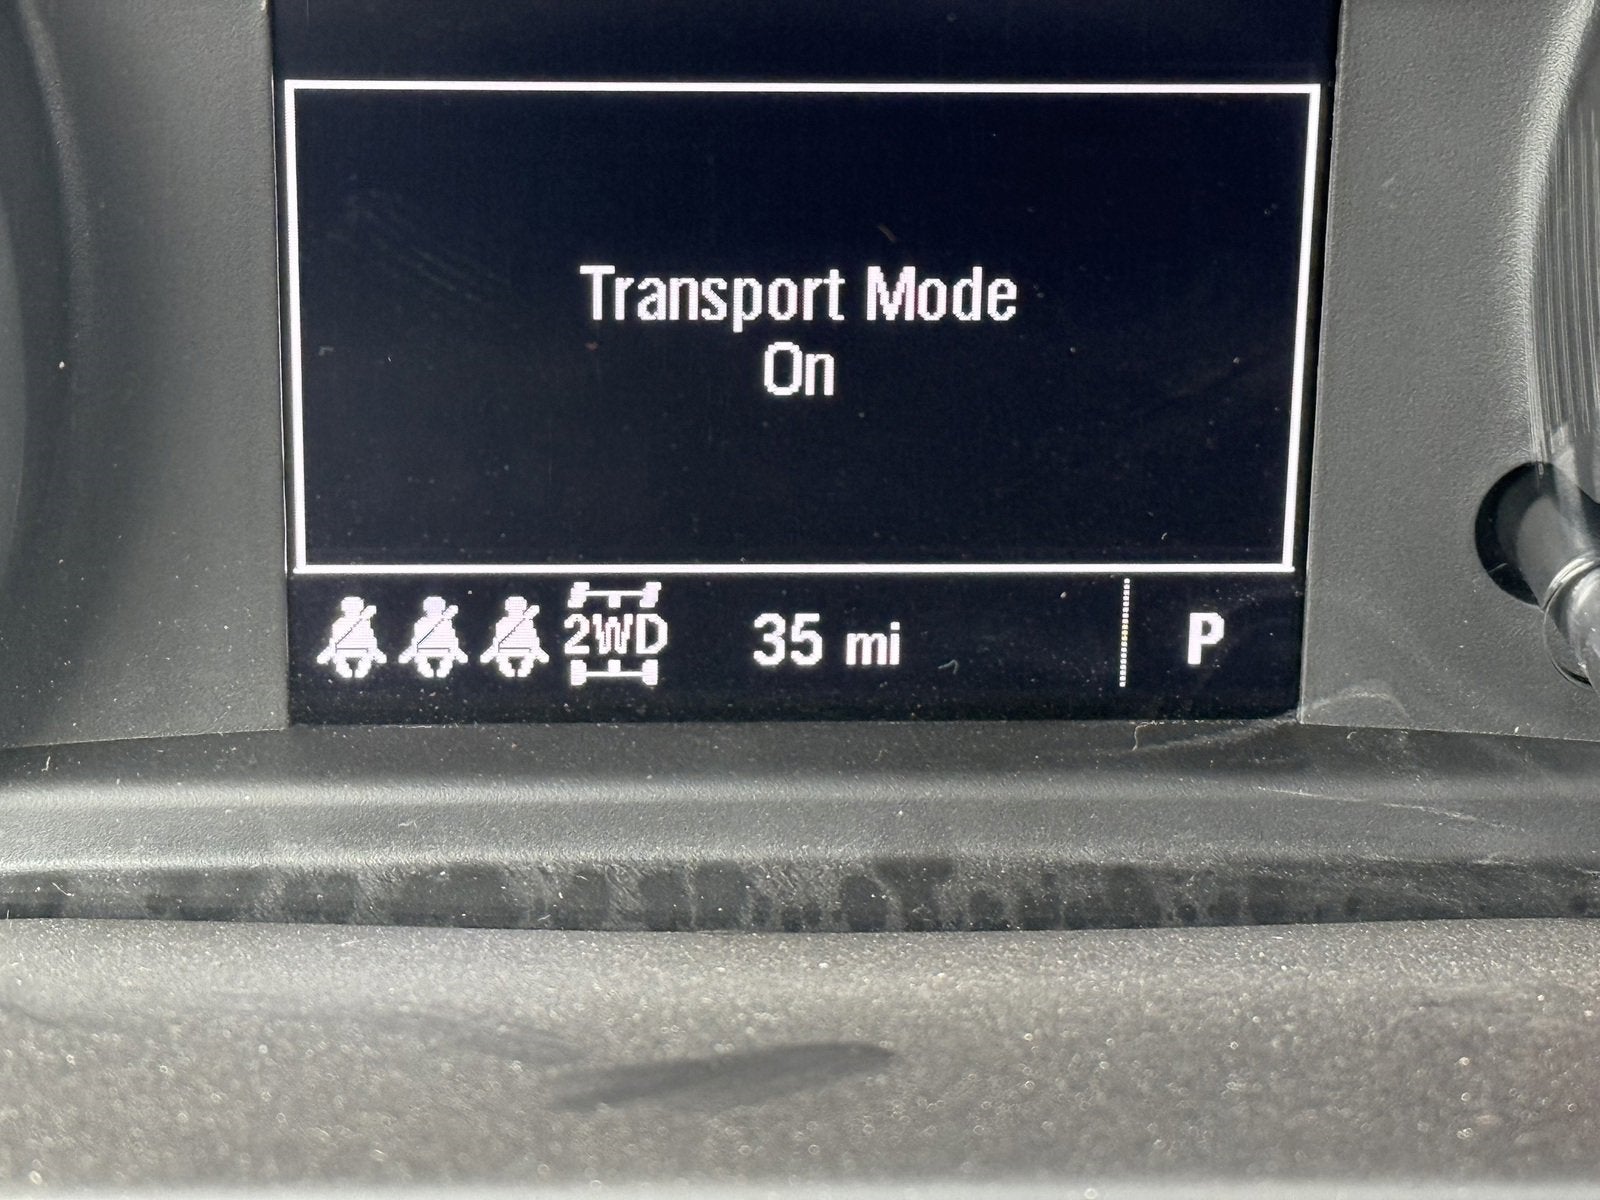 Transport Mode
On
2WD 35 mi P